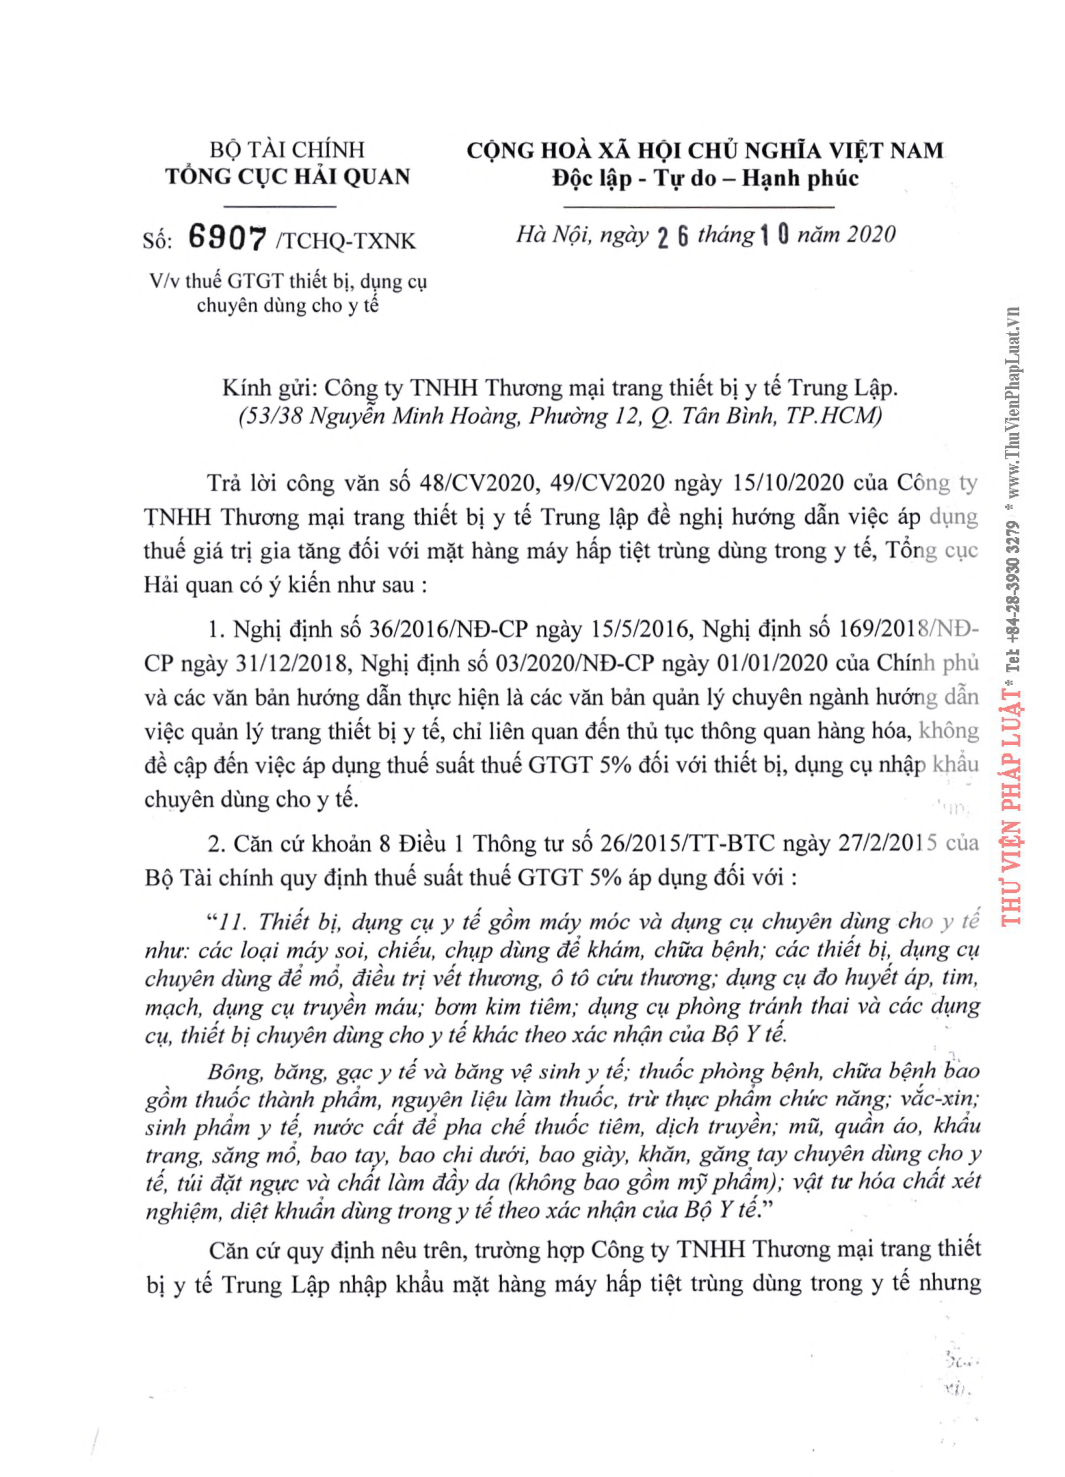 BỘ TÀI CHÍNH
TỔNG CỤC HẢI QUAN
CỘNG HOÀ XÃ HỘI CHỦ NGHĨA VIỆT NAM
Độc lập - Tự do – Hạnh phúc
Số: 6907 /TCHQ-TXNK
Hà Nội, ngày 26 tháng 10 năm 2020
V/v thuế GTGT thiết bị, dụng cụ
chuyên dùng cho y tế
Kính gửi: Công ty TNHH Thương mại trang thiết bị y tế Trung Lập.
(53/38 Nguyễn Minh Hoàng, Phường 12, Q. Tân Bình, TP.HCM)
Trả lời công văn số 48/CV2020, 49/CV2020 ngày 15/10/2020 của Công ty
TNHH Thương mại trang thiết bị y tế Trung lập đề nghị hướng dẫn việc áp dụng
thuế giá trị gia tăng đối với mặt hàng máy hấp tiệt trùng dùng trong y tế, Tổng cục
Hải quan có ý kiến như sau :
1. Nghị định số 36/2016/NĐ-CP ngày 15/5/2016, Nghị định số 169/2018/NĐ-
CP ngày 31/12/2018, Nghị định số 03/2020/NĐ-CP ngày 01/01/2020 của Chính phủ
và các văn bản hướng dẫn thực hiện là các văn bản quản lý chuyên ngành hướng dẫn
việc quản lý trang thiết bị y tế, chỉ liên quan đến thủ tục thông quan hàng hóa, không
đề cập đến việc áp dụng thuế suất thuế GTGT 5% đối với thiết bị, dụng cụ nhập khẩu
chuyên dùng cho y tế.
2. Căn cứ khoản 8 Điều 1 Thông tư số 26/2015/TT-BTC ngày 27/2/2015 của
Bộ Tài chính quy định thuế suất thuế GTGT 5% áp dụng đối với :
“11. Thiết bị, dụng cụ y tế gồm máy móc và dụng cụ chuyên dùng cho y tế
như: các loại máy soi, chiếu, chụp dùng để khám, chữa bệnh; các thiết bị, dụng cụ
chuyên dùng để mổ, điều trị vết thương, ô tô cứu thương; dụng cụ đo huyết áp, tim,
mạch, dụng cụ truyền máu; bơm kim tiêm; dụng cụ phòng tránh thai và các dụng
cụ, thiết bị chuyên dùng cho y tế khác theo xác nhận của Bộ Y tế.
Bông, băng, gạc y tế và băng vệ sinh y tế; thuốc phòng bệnh, chữa bệnh bao
gồm thuốc thành phẩm, nguyên liệu làm thuốc, trừ thực phẩm chức năng; vắc-xin;
sinh phẩm y tế, nước cất để pha chế thuốc tiêm, dịch truyền; mũ, quần áo, khẩu
trang, săng mổ, bao tay, bao chi dưới, bao giày, khăn, găng tay chuyên dùng cho y
tế, túi đặt ngực và chất làm đầy da (không bao gồm mỹ phẩm); vật tư hóa chất xét
nghiệm, diệt khuẩn dùng trong y tế theo xác nhận của Bộ Y tế.”
Căn cứ quy định nêu trên, trường hợp Công ty TNHH Thương mại trang thiết
bị y tế Trung Lập nhập khẩu mặt hàng máy hấp tiệt trùng dùng trong y tế nhưng
THƯ VIỆN PHÁP LUẬT * Tel: +84-28-3930 3279 * www.ThuVienPhapLuat.vn